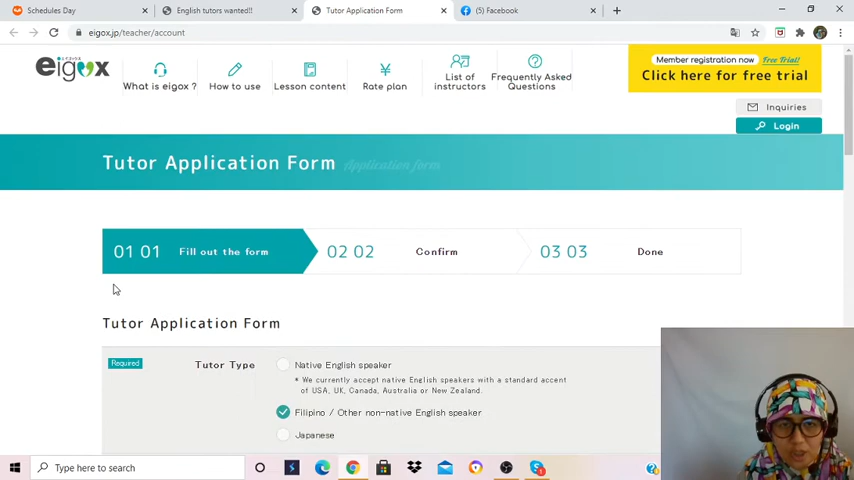 Schedules Day
English tutors wanted!!
Tutor Application Form
(5) Facebook
eigox.jp/teacher/account
eigox
What is eigox ?
How to use
Lesson content
Rate plan
List of
instructors
Frequently Asked
Questions
Member registration now Free Trial!
Click here for free trial
Inquiries
Login
Tutor Application Form Application form
01 01 Fill out the form
02 02 Confirm
03 03 Done
Tutor Application Form
Required
Tutor Type
Native English speaker
* We currently accept native English speakers with a standard accent
of USA, UK, Canada, Australia or New Zealand.
Filipino / Other non-native English speaker
Japanese
Type here to search